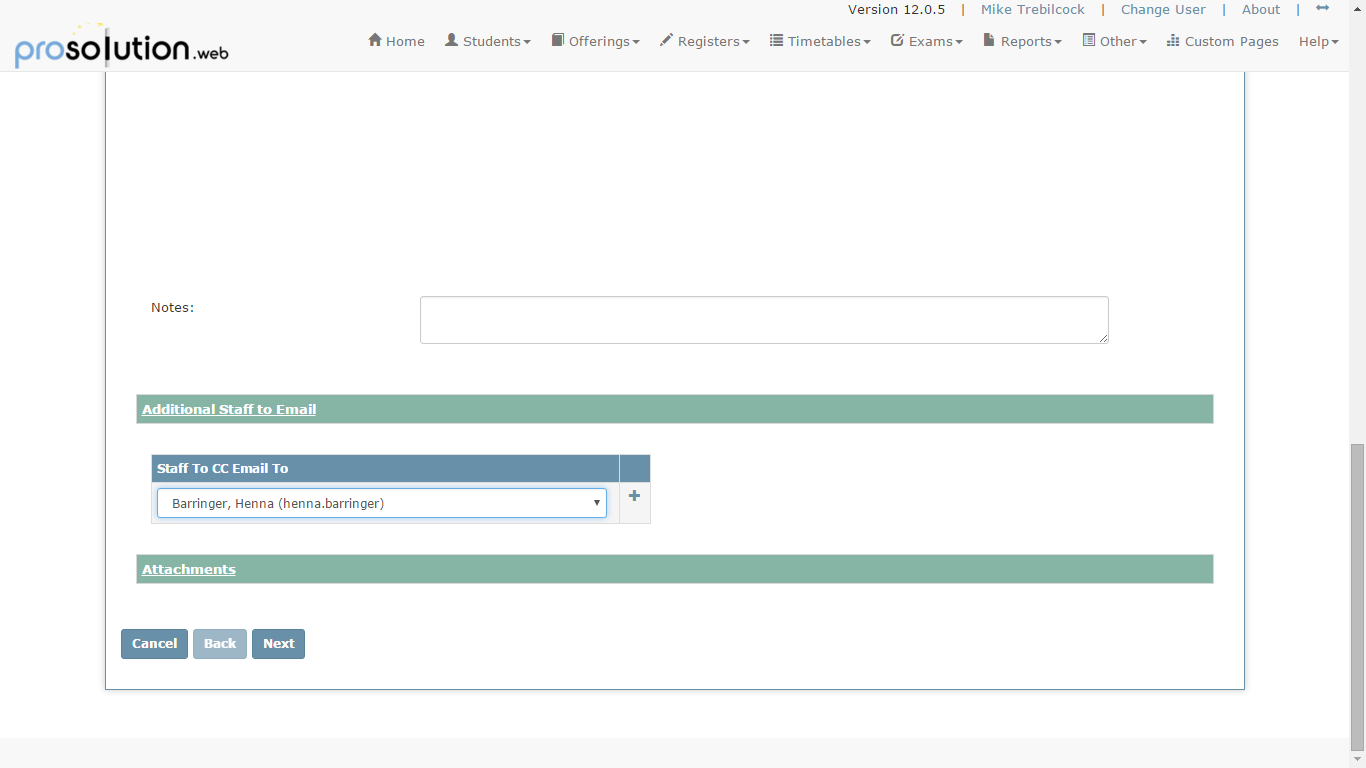 Version 12.0.5 | Mike Trebilcock | Change User | About |
prosolution.web
Home Students Offerings Registers Timetables Exams Reports Other Custom Pages Help
Notes:
Additional Staff to Email
Staff To CC Email To
Barringer, Henna (henna.barringer)
Attachments
Cancel Back Next